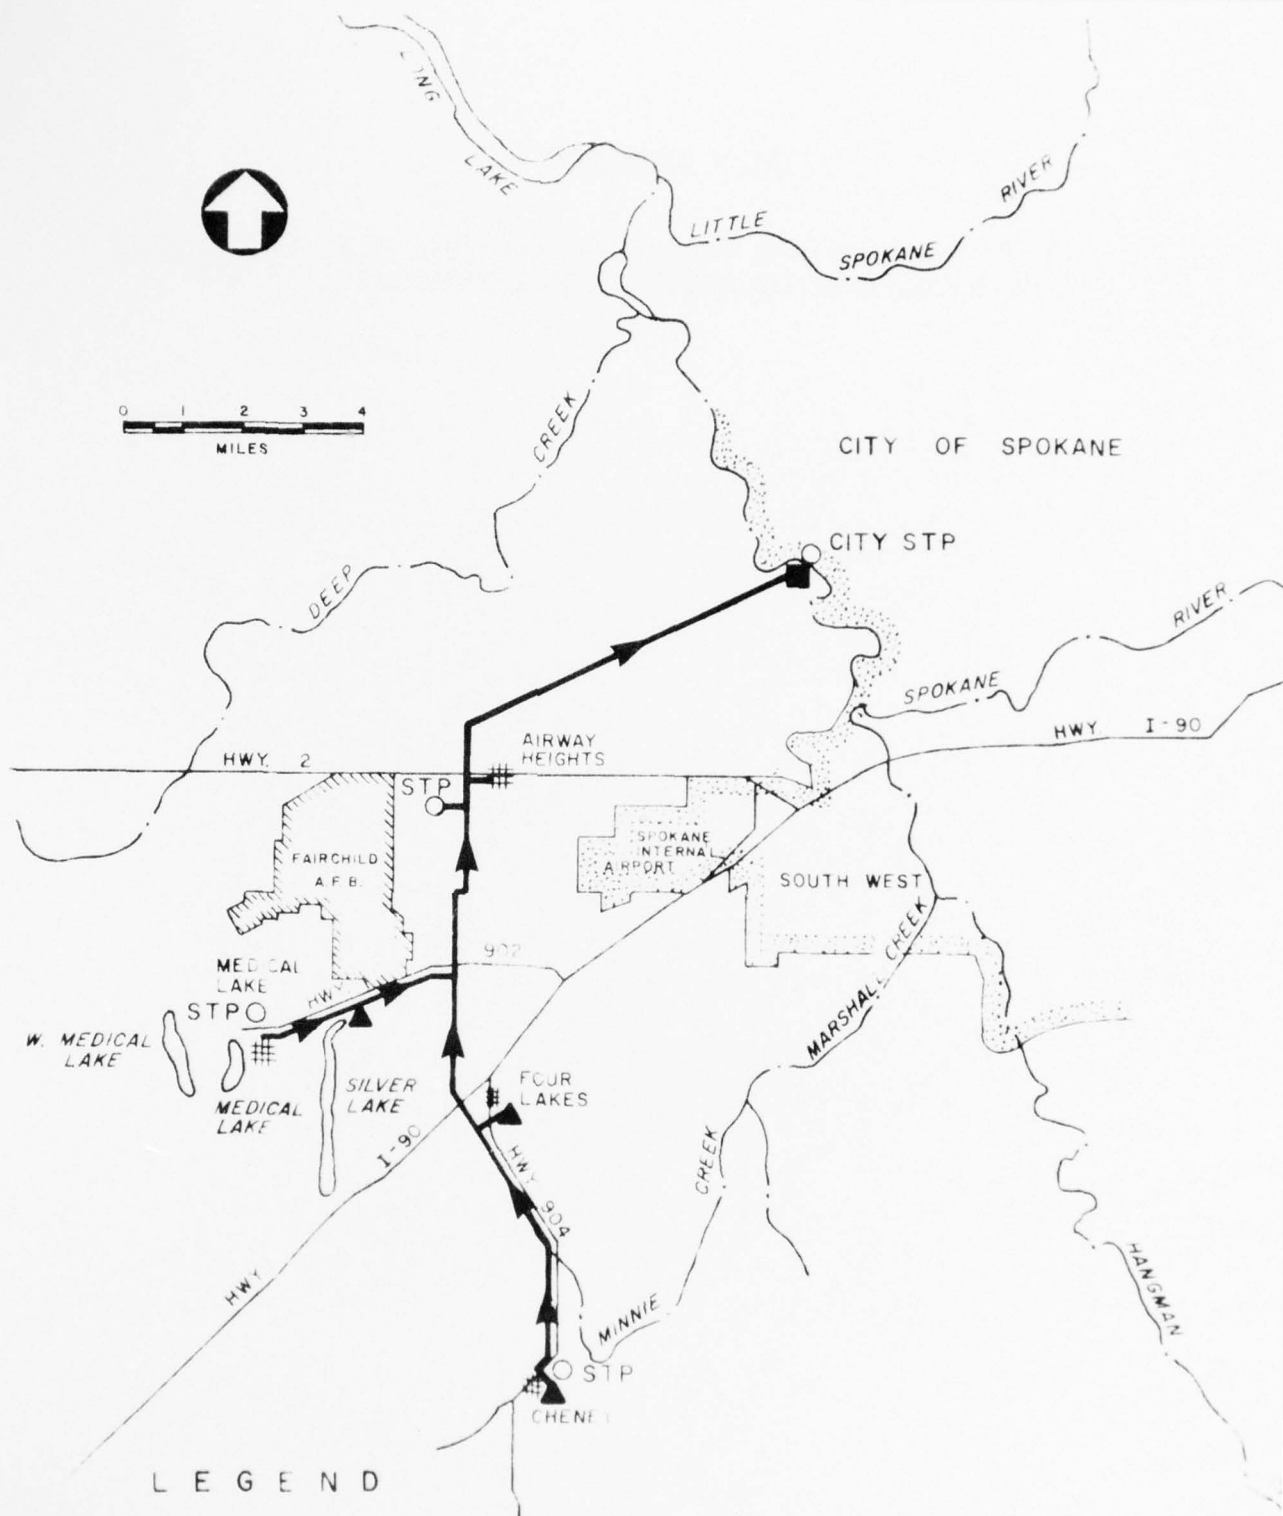 LAKE
LITTLE
SPOKANE
RIVER
0 1 2 3 4
MILES
CREEK
DEEP
CITY OF SPOKANE
CITY STP
SPOKANE
RIVER
HWY I-90
HWY. 2
AIRWAY
HEIGHTS
STP
FAIRCHILD
A.F.B.
SPOKANE
INTERNAL
AIRPORT
SOUTH WEST
902
MEDICAL
LAKE
STP
W. MEDICAL
LAKE
MEDICAL
LAKE
SILVER
LAKE
FOUR
LAKES
MARSHALL CREEK
I-90
HWY
HWY 904
CREEK
MINNIE
HANGMAN
STP
LEGEND